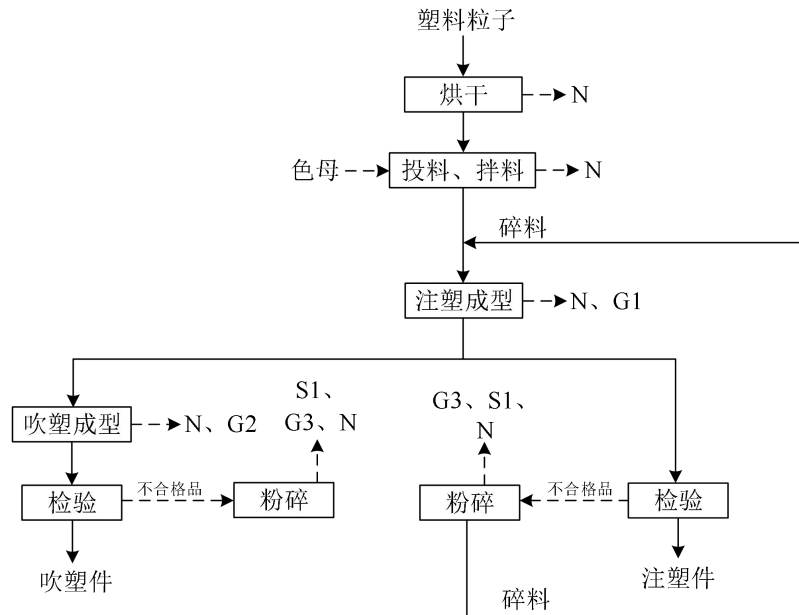 塑料粒子
烘干
N
色母
投料、拌料
N
碎料
注塑成型
N、G1
S1、
G3、N
G3、S1、
N
吹塑成型
N、G2
检验
不合格品
粉碎
粉碎
不合格品
检验
吹塑件
碎料
注塑件